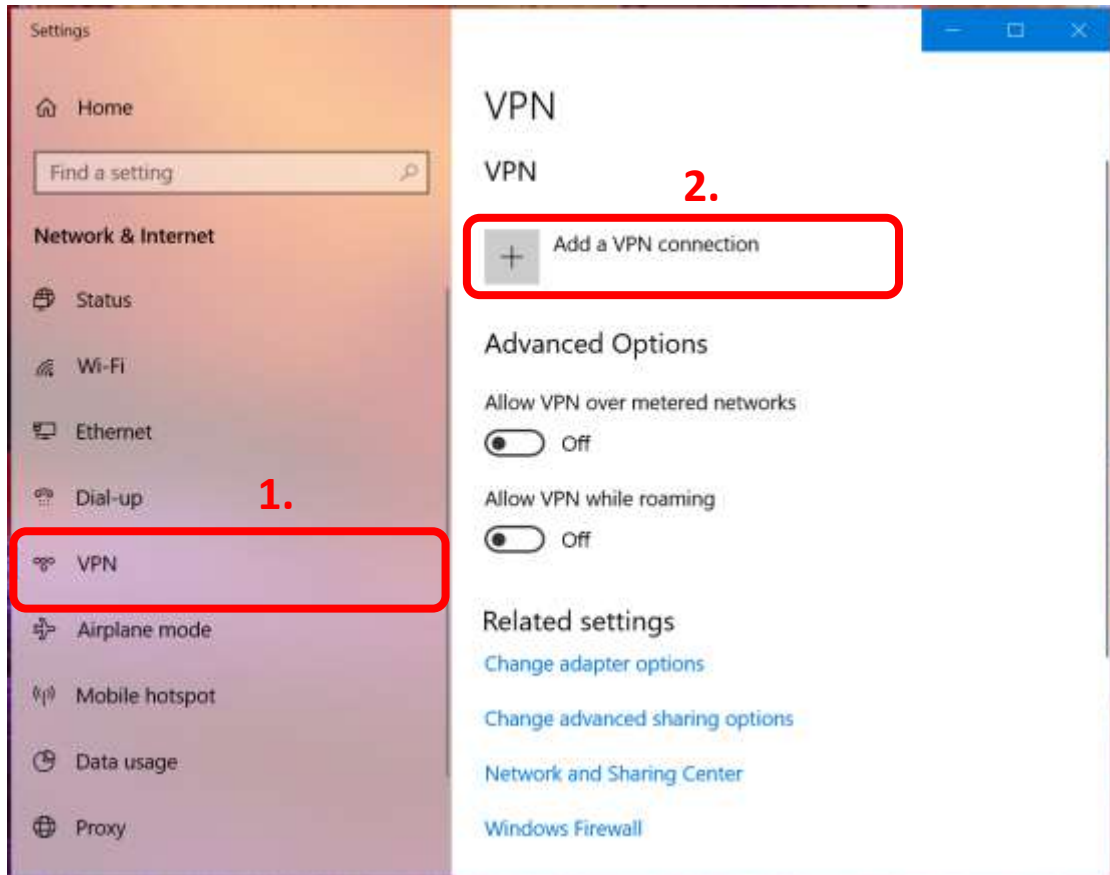 Settings
Home
Find a setting
Network & Internet
Status
Wi-Fi
Ethernet
Dial-up
1.
VPN
Airplane mode
Mobile hotspot
Data usage
Proxy
VPN
VPN
2.
Add a VPN connection
Advanced Options
Allow VPN over metered networks
Off
Allow VPN while roaming
Off
Related settings
Change adapter options
Change advanced sharing options
Network and Sharing Center
Windows Firewall